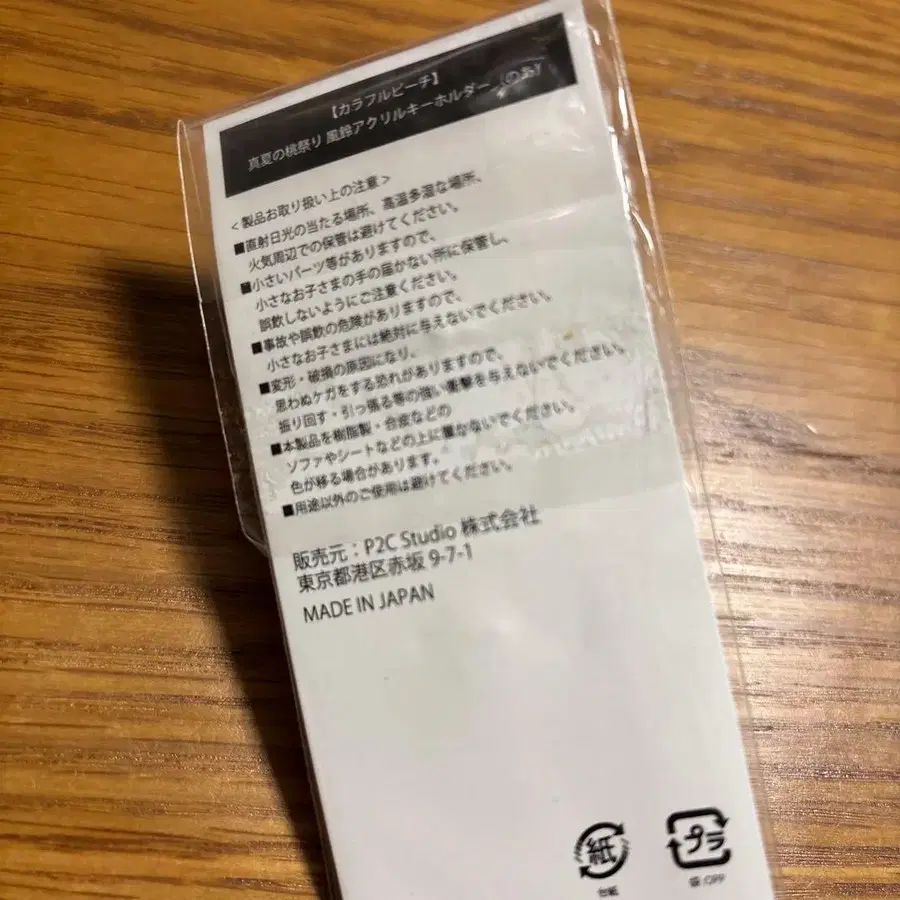 【カラフルピーチ】
真夏の桃祭り 風鈴アクリルキーホルダー（のあ）
＜製品お取り扱い上の注意＞
■直射日光の当たる場所、高温多湿な場所、
火気周辺での保管は避けてください。
■小さいパーツ等がありますので、
小さなお子さまの手の届かない所に保管し、
誤飲しないようにご注意ください。
■事故や誤飲の危険がありますので、
小さなお子さまには絶対に与えないでください。
■変形・破損の原因になり、
思わぬケガをする恐れがありますので、
振り回す・引っ張る等の強い衝撃を与えないでください。
■本製品を樹脂製・合皮などの
ソファやシートなどの上に置かないでください。
色が移る場合があります。
■用途以外のご使用は避けてください。
販売元：P2C Studio 株式会社
東京都港区赤坂 9-7-1
MADE IN JAPAN
紙
台紙
プラ
袋:OPP